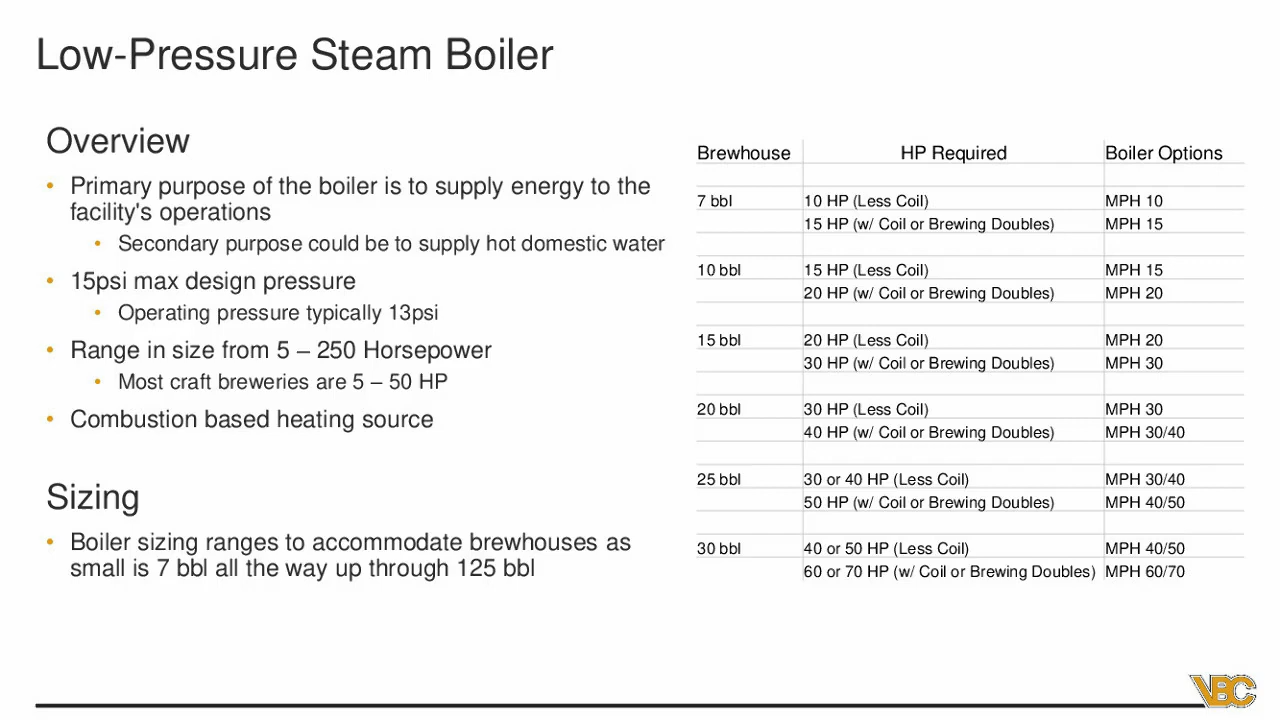 Low-Pressure Steam Boiler
Overview
• Primary purpose of the boiler is to supply energy to the
facility's operations
• Secondary purpose could be to supply hot domestic water
• 15psi max design pressure
• Operating pressure typically 13psi
• Range in size from 5 – 250 Horsepower
• Most craft breweries are 5 – 50 HP
• Combustion based heating source
Sizing
• Boiler sizing ranges to accommodate brewhouses as
small is 7 bbl all the way up through 125 bbl
Brewhouse HP Required Boiler Options
7 bbl 10 HP (Less Coil) MPH 10
15 HP (w/ Coil or Brewing Doubles) MPH 15
10 bbl 15 HP (Less Coil) MPH 15
20 HP (w/ Coil or Brewing Doubles) MPH 20
15 bbl 20 HP (Less Coil) MPH 20
30 HP (w/ Coil or Brewing Doubles) MPH 30
20 bbl 30 HP (Less Coil) MPH 30
40 HP (w/ Coil or Brewing Doubles) MPH 30/40
25 bbl 30 or 40 HP (Less Coil) MPH 30/40
50 HP (w/ Coil or Brewing Doubles) MPH 40/50
30 bbl 40 or 50 HP (Less Coil) MPH 40/50
60 or 70 HP (w/ Coil or Brewing Doubles) MPH 60/70
VBC